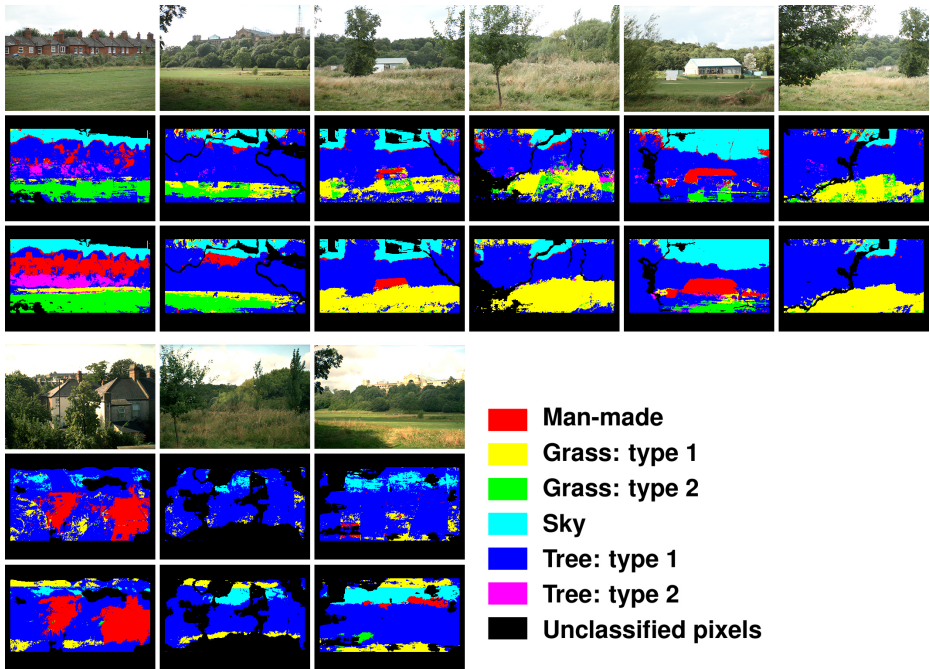 Man-made
Grass: type 1
Grass: type 2
Sky
Tree: type 1
Tree: type 2
Unclassified pixels